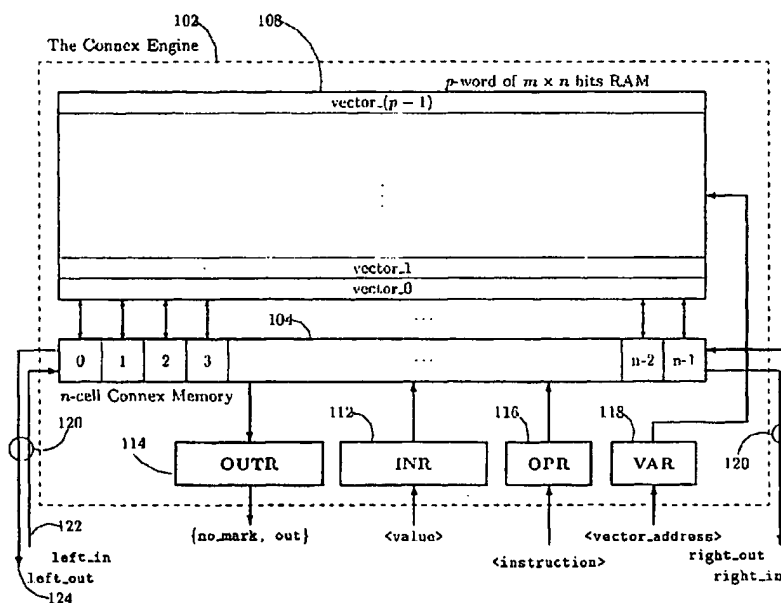 102
108
The Connex Engine
p-word of m × n bits RAM
vector_(p − 1)
vector_1
vector_0
104
0 1 2 3 ... n-2 n-1
n-cell Connex Memory
120
114
OUTR
112
INR
116
OPR
118
VAR
120
122
{no_mark, out}
<value>
<instruction>
<vector_address>
left_in
left_out
right_out
right_in
124